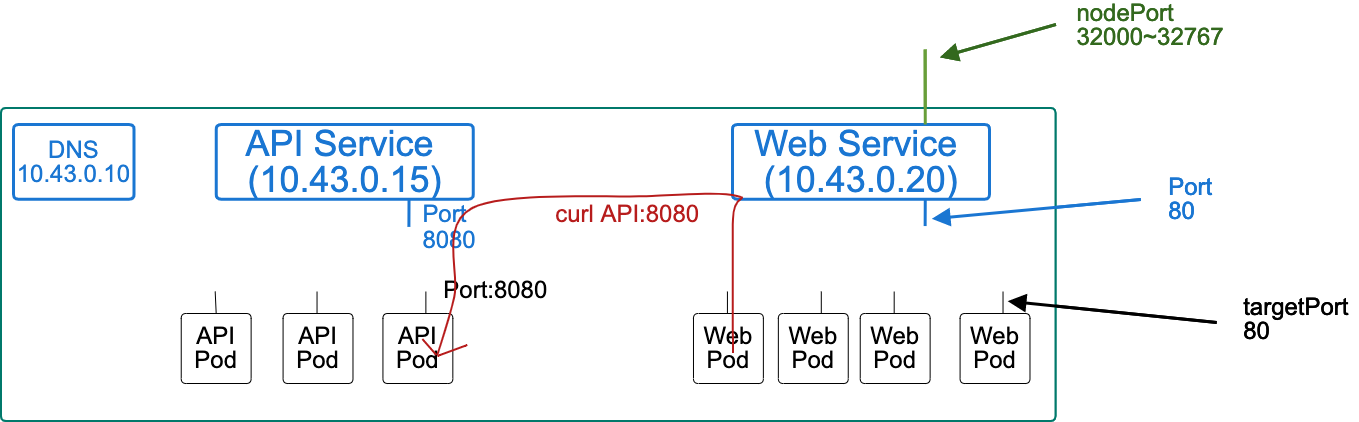 nodePort
32000~32767
DNS
10.43.0.10
API Service
(10.43.0.15)
Web Service
(10.43.0.20)
Port
8080
curl API:8080
Port
80
Port:8080
targetPort
80
API
Pod
API
Pod
API
Pod
Web
Pod
Web
Pod
Web
Pod
Web
Pod